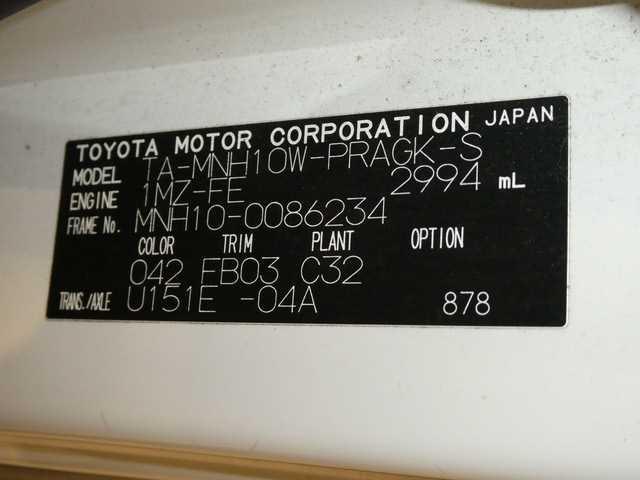 TOYOTA MOTOR CORPORATION JAPAN
MODEL TA-MNH10W-PRAGK-S
ENGINE 1MZ-FE 2994 mL
FRAME No. MNH10-0086234
COLOR TRIM PLANT OPTION
042 FB03 C32
TRANS./AXLE U151E -04A 878